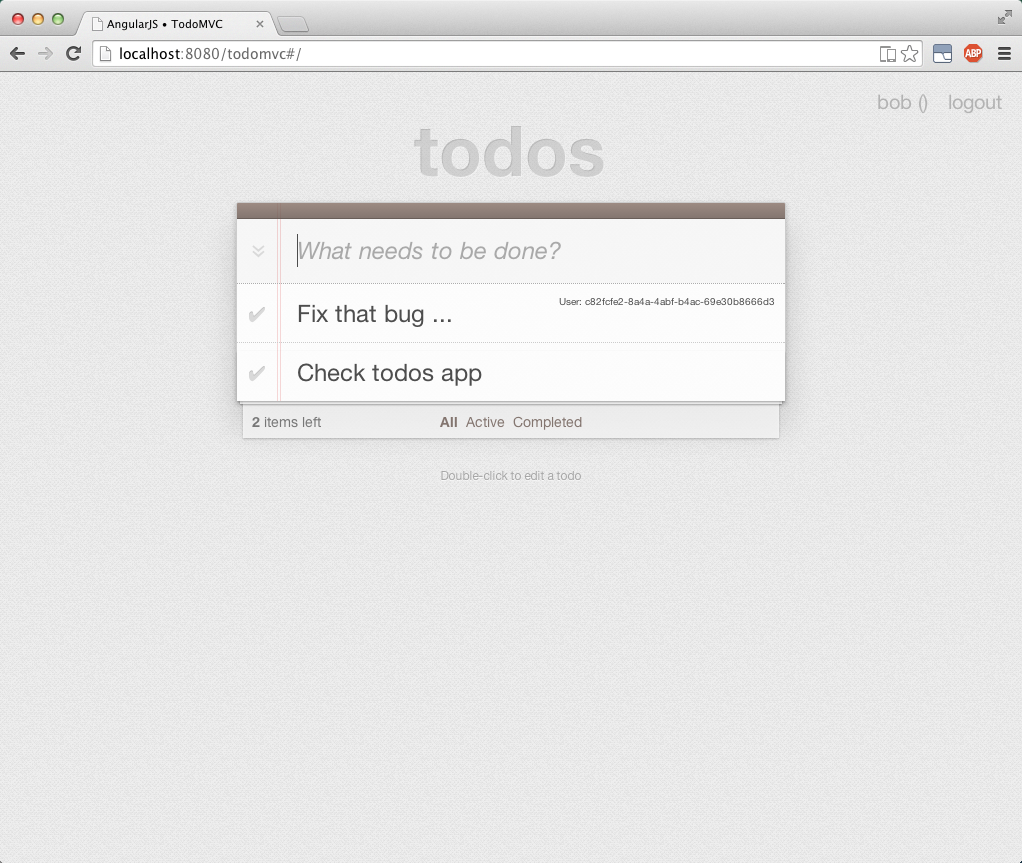 AngularJS • TodoMVC
localhost:8080/todomvc#/
ABP
bob () logout
todos
What needs to be done?
Fix that bug ...
User: c82fcfe2-8a4a-4abf-b4ac-69e30b8666d3
Check todos app
2 items left All Active Completed
Double-click to edit a todo